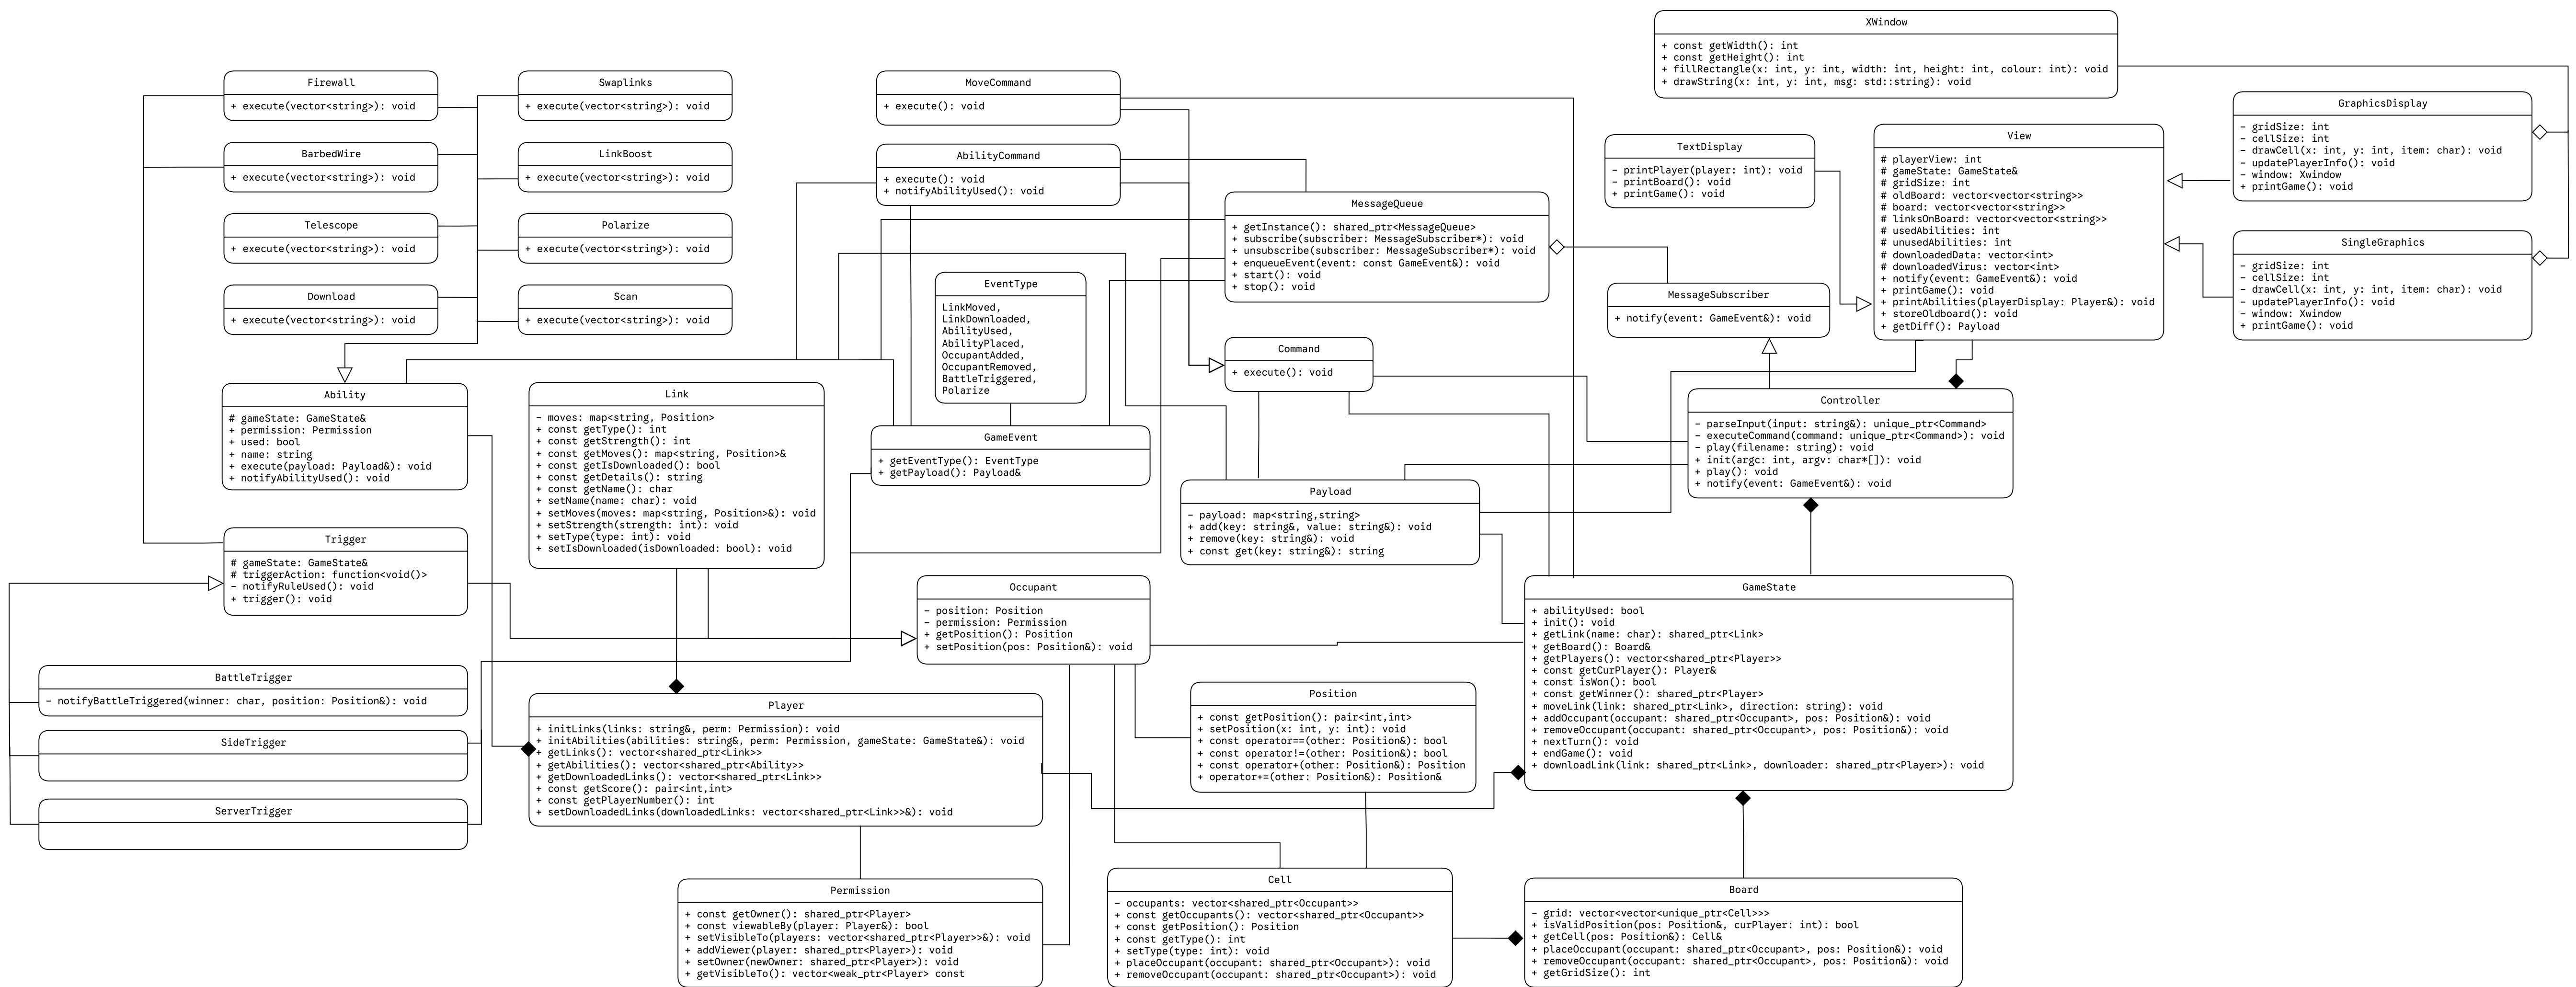 XWindow
+ const getWidth(): int
+ const getHeight(): int
+ fillRectangle(x: int, y: int, width: int, height: int, colour: int): void
+ drawString(x: int, y: int, msg: std::string): void
Firewall
+ execute(vector<string>): void
Swaplinks
+ execute(vector<string>): void
BarbedWire
+ execute(vector<string>): void
LinkBoost
+ execute(vector<string>): void
Telescope
+ execute(vector<string>): void
Polarize
+ execute(vector<string>): void
Download
+ execute(vector<string>): void
Scan
+ execute(vector<string>): void
MoveCommand
+ execute(): void
AbilityCommand
+ execute(): void
+ notifyAbilityUsed(): void
MessageQueue
+ getInstance(): shared_ptr<MessageQueue>
+ subscribe(subscriber: MessageSubscriber*): void
+ unsubscribe(subscriber: MessageSubscriber*): void
+ enqueueEvent(event: const GameEvent&): void
+ start(): void
+ stop(): void
TextDisplay
- printPlayer(player: int): void
- printBoard(): void
+ printGame(): void
View
# playerView: int
# gameState: GameState&
# gridSize: int
# oldBoard: vector<vector<string>>
# board: vector<vector<string>>
# linksOnBoard: vector<vector<string>>
# usedAbilities: int
# unusedAbilities: int
# downloadedData: vector<int>
# downloadedVirus: vector<int>
+ notify(event: GameEvent&): void
+ printGame(): void
+ printAbilities(playerDisplay: Player&): void
+ storeOldboard(): void
+ getDiff(): Payload
GraphicsDisplay
- gridSize: int
- cellSize: int
- drawCell(x: int, y: int, item: char): void
- updatePlayerInfo(): void
- window: Xwindow
+ printGame(): void
SingleGraphics
- gridSize: int
- cellSize: int
- drawCell(x: int, y: int, item: char): void
- updatePlayerInfo(): void
- window: Xwindow
+ printGame(): void
EventType
LinkMoved,
LinkDownloaded,
AbilityUsed,
AbilityPlaced,
OccupantAdded,
OccupantRemoved,
BattleTriggered,
Polarize
MessageSubscriber
+ notify(event: GameEvent&): void
Command
+ execute(): void
Ability
# gameState: GameState&
+ permission: Permission
+ used: bool
+ name: string
+ execute(payload: Payload&): void
+ notifyAbilityUsed(): void
Link
- moves: map<string, Position>
+ const getType(): int
+ const getStrength(): int
+ const getMoves(): map<string, Position>&
+ const getIsDownloaded(): bool
+ const getDetails(): string
+ const getName(): char
+ setName(name: char): void
+ setMoves(moves: map<string, Position>&): void
+ setStrength(strength: int): void
+ setType(type: int): void
+ setIsDownloaded(isDownloaded: bool): void
GameEvent
+ getEventType(): EventType
+ getPayload(): Payload&
Controller
- parseInput(input: string&): unique_ptr<Command>
- executeCommand(command: unique_ptr<Command>): void
- play(filename: string): void
+ init(argc: int, argv: char*[]): void
+ play(): void
+ notify(event: GameEvent&): void
Payload
- payload: map<string,string>
+ add(key: string&, value: string&): void
+ remove(key: string&): void
+ const get(key: string&): string
Trigger
# gameState: GameState&
# triggerAction: function<void()>
- notifyRuleUsed(): void
+ trigger(): void
Occupant
- position: Position
- permission: Permission
+ getPosition(): Position
+ setPosition(pos: Position&): void
GameState
+ abilityUsed: bool
+ init(): void
+ getLink(name: char): shared_ptr<Link>
+ getBoard(): Board&
+ getPlayers(): vector<shared_ptr<Player>>
+ const getCurPlayer(): Player&
+ const isWon(): bool
+ const getWinner(): shared_ptr<Player>
+ moveLink(link: shared_ptr<Link>, direction: string): void
+ addOccupant(occupant: shared_ptr<Occupant>, pos: Position&): void
+ removeOccupant(occupant: shared_ptr<Occupant>, pos: Position&): void
+ nextTurn(): void
+ endGame(): void
+ downloadLink(link: shared_ptr<Link>, downloader: shared_ptr<Player>): void
BattleTrigger
- notifyBattleTriggered(winner: char, position: Position&): void
SideTrigger
ServerTrigger
Player
+ initLinks(links: string&, perm: Permission): void
+ initAbilities(abilities: string&, perm: Permission, gameState: GameState&): void
+ getLinks(): vector<shared_ptr<Link>>
+ getAbilities(): vector<shared_ptr<Ability>>
+ getDownloadedLinks(): vector<shared_ptr<Link>>
+ const getScore(): pair<int,int>
+ const getPlayerNumber(): int
+ setDownloadedLinks(downloadedLinks: vector<shared_ptr<Link>>&): void
Position
+ const getPosition(): pair<int,int>
+ setPosition(x: int, y: int): void
+ const operator==(other: Position&): bool
+ const operator!=(other: Position&): bool
+ const operator+(other: Position&): Position
+ operator+=(other: Position&): Position&
Permission
+ const getOwner(): shared_ptr<Player>
+ const viewableBy(player: Player&): bool
+ setVisibleTo(players: vector<shared_ptr<Player>>&): void
+ addViewer(player: shared_ptr<Player>): void
+ setOwner(newOwner: shared_ptr<Player>): void
+ getVisibleTo(): vector<weak_ptr<Player> const
Cell
- occupants: vector<shared_ptr<Occupant>>
+ const getOccupants(): vector<shared_ptr<Occupant>>
+ const getPosition(): Position
+ const getType(): int
+ setType(type: int): void
+ placeOccupant(occupant: shared_ptr<Occupant>): void
+ removeOccupant(occupant: shared_ptr<Occupant>): void
Board
- grid: vector<vector<unique_ptr<Cell>>>
+ isValidPosition(pos: Position&, curPlayer: int): bool
+ getCell(pos: Position&): Cell&
+ placeOccupant(occupant: shared_ptr<Occupant>, pos: Position&): void
+ removeOccupant(occupant: shared_ptr<Occupant>, pos: Position&): void
+ getGridSize(): int